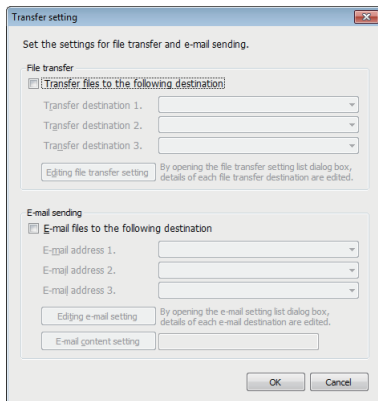 Transfer setting
Set the settings for file transfer and e-mail sending.
File transfer
Transfer files to the following destination
Transfer destination 1.
Transfer destination 2.
Transfer destination 3.
Editing file transfer setting
By opening the file transfer setting list dialog box,
details of each file transfer destination are edited.
E-mail sending
E-mail files to the following destination
E-mail address 1.
E-mail address 2.
E-mail address 3.
Editing e-mail setting
By opening the e-mail setting list dialog box,
details of each e-mail destination are edited.
E-mail content setting
OK
Cancel